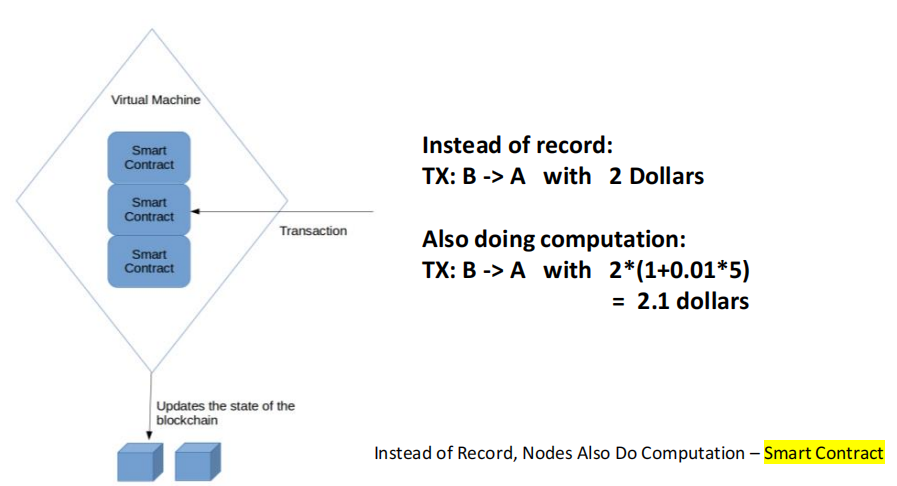 Virtual Machine
Smart
Contract
Smart
Contract
Smart
Contract
Transaction
Updates the state of the
blockchain
Instead of record:
TX: B -> A with 2 Dollars
Also doing computation:
TX: B -> A with 2*(1+0.01*5)
= 2.1 dollars
Instead of Record, Nodes Also Do Computation – Smart Contract